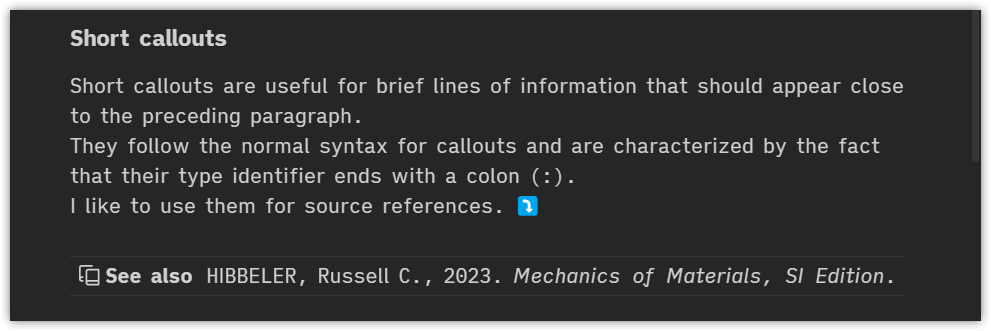 Short callouts
Short callouts are useful for brief lines of information that should appear close
to the preceding paragraph.
They follow the normal syntax for callouts and are characterized by the fact
that their type identifier ends with a colon (:).
I like to use them for source references. ⤵️
See also HIBBELER, Russell C., 2023. Mechanics of Materials, SI Edition.